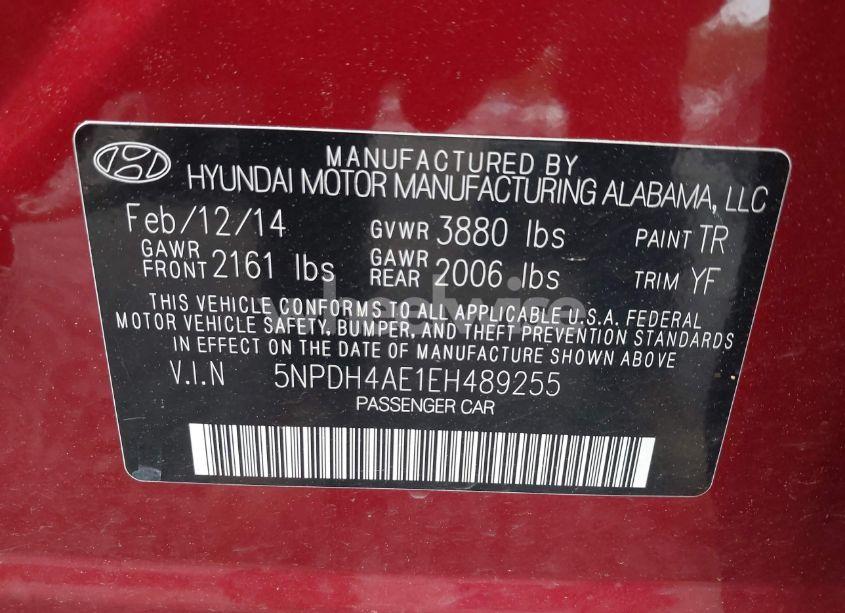 MANUFACTURED BY
HYUNDAI MOTOR MANUFACTURING ALABAMA, LLC
Feb/12/14 GVWR 3880 lbs PAINT TR
GAWR FRONT 2161 lbs GAWR REAR 2006 lbs TRIM YF
THIS VEHICLE CONFORMS TO ALL APPLICABLE U.S.A. FEDERAL
MOTOR VEHICLE SAFETY, BUMPER, AND THEFT PREVENTION STANDARDS
IN EFFECT ON THE DATE OF MANUFACTURE SHOWN ABOVE
V.I.N 5NPDH4AE1EH489255
PASSENGER CAR